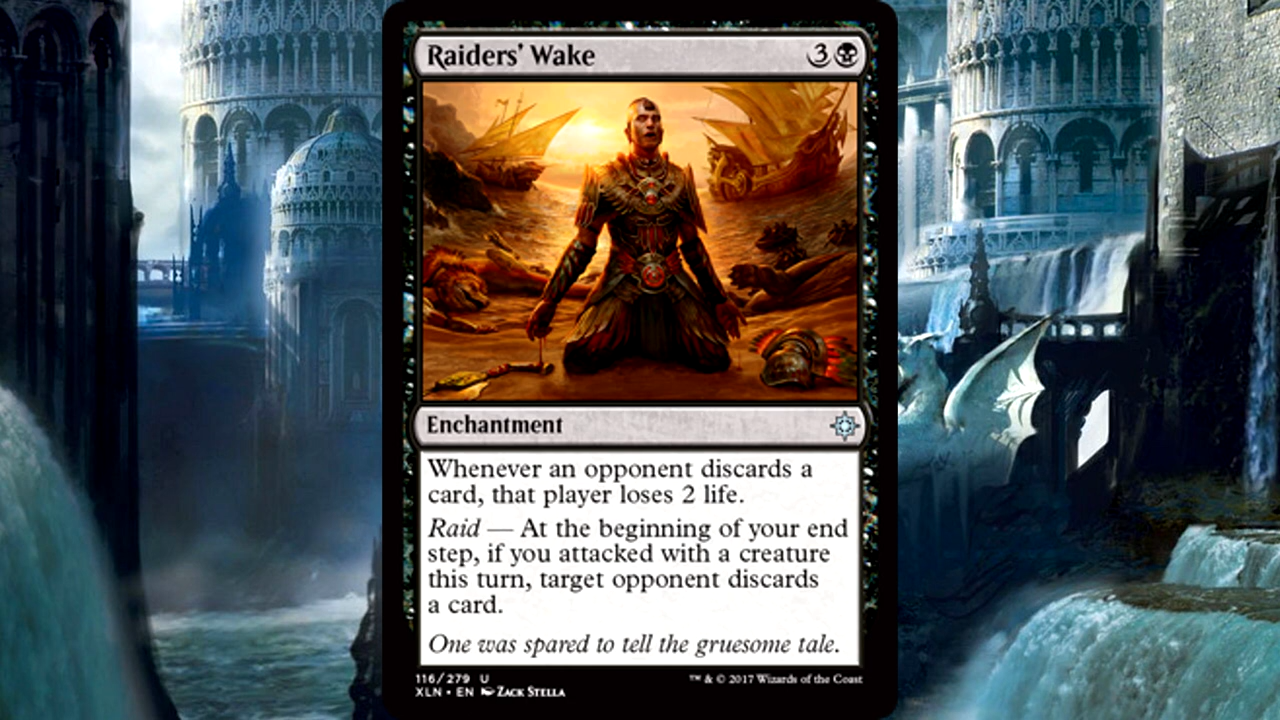 Raiders' Wake 3
Enchantment
Whenever an opponent discards a
card, that player loses 2 life.
Raid — At the beginning of your end
step, if you attacked with a creature
this turn, target opponent discards
a card.
One was spared to tell the gruesome tale.
116/279 U
XLN • EN Zack Stella
™ & © 2017 Wizards of the Coast